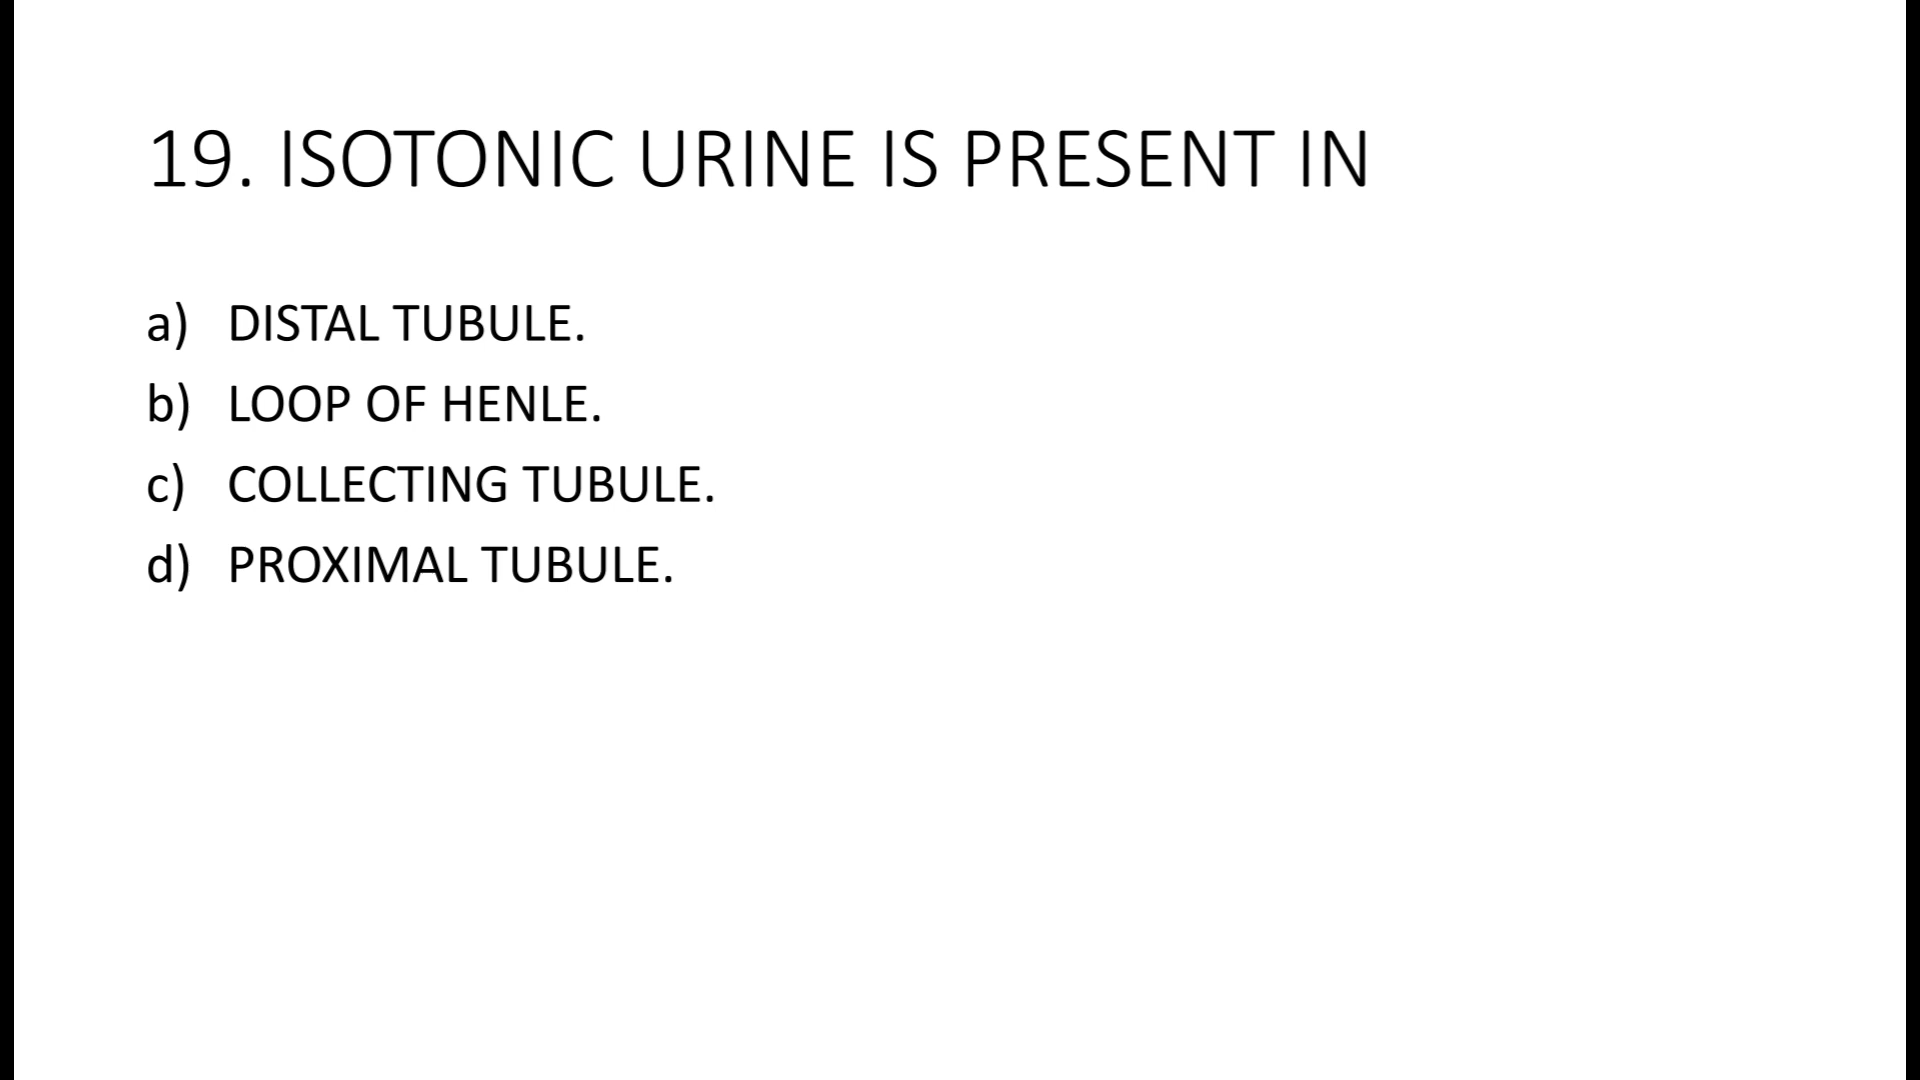 19. ISOTONIC URINE IS PRESENT IN
a) DISTAL TUBULE.
b) LOOP OF HENLE.
c) COLLECTING TUBULE.
d) PROXIMAL TUBULE.